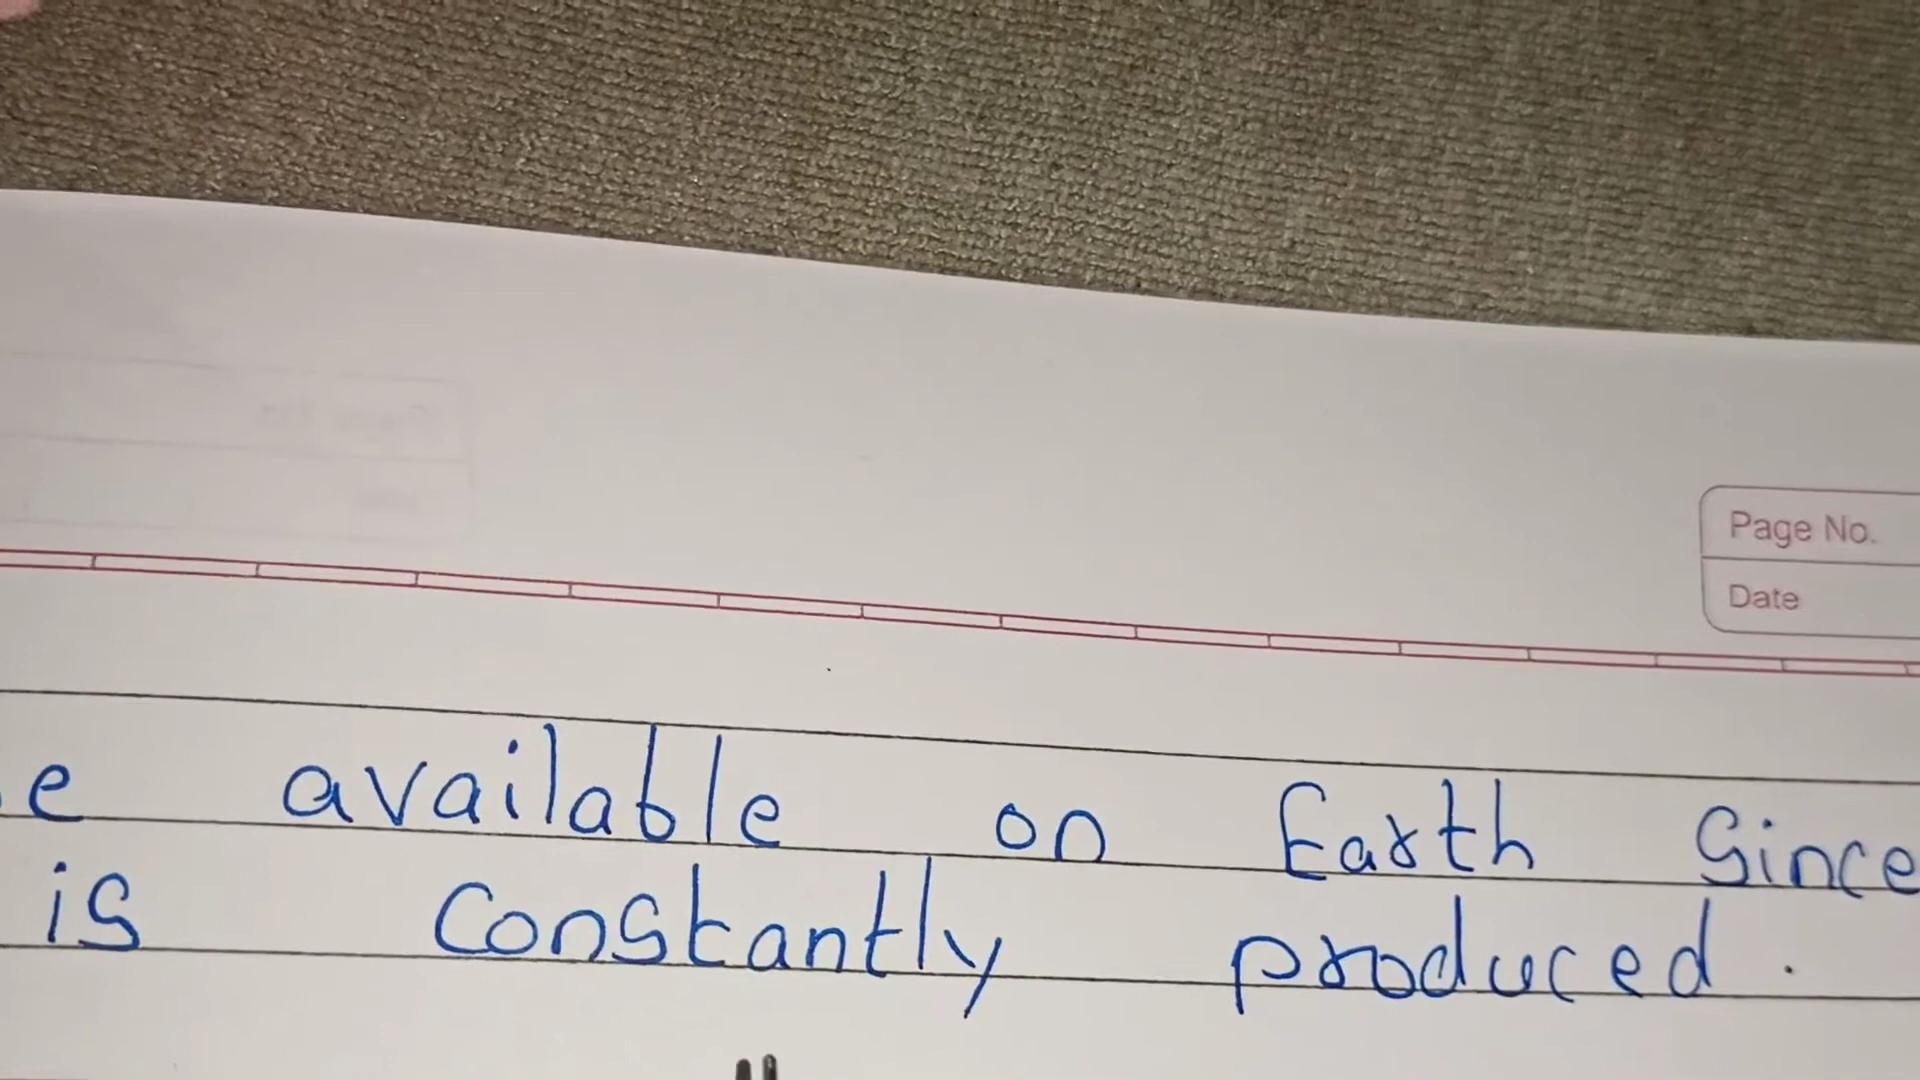 Page No.
Date
e available on Earth Since
is constantly produced.